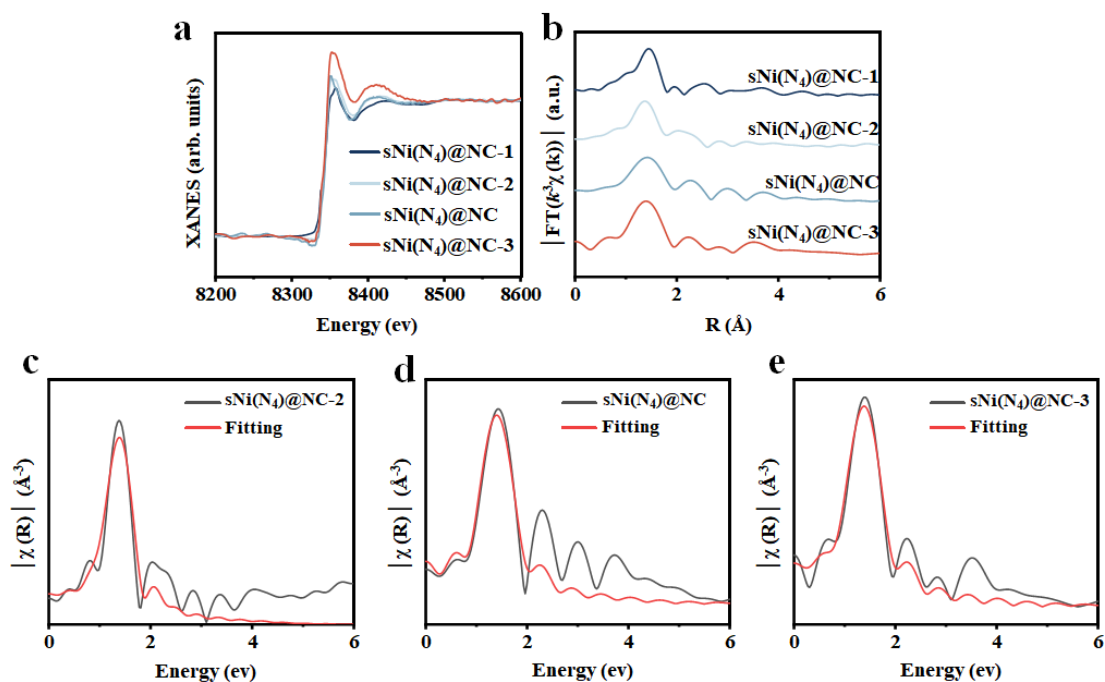 a
XANES (arb. units)
sNi(N₄)@NC-1
sNi(N₄)@NC-2
sNi(N₄)@NC
sNi(N₄)@NC-3
8200 8300 8400 8500 8600
Energy (ev)
b
|FT(k³χ(k)| (a.u.)
sNi(N₄)@NC-1
sNi(N₄)@NC-2
sNi(N₄)@NC
sNi(N₄)@NC-3
0 2 4 6
R (Å)
c
|χ(R)| (Å⁻³)
sNi(N₄)@NC-2
Fitting
0 2 4 6
Energy (ev)
d
|χ(R)| (Å⁻³)
sNi(N₄)@NC
Fitting
0 2 4 6
Energy (ev)
e
|χ(R)| (Å⁻³)
sNi(N₄)@NC-3
Fitting
0 2 4 6
Energy (ev)